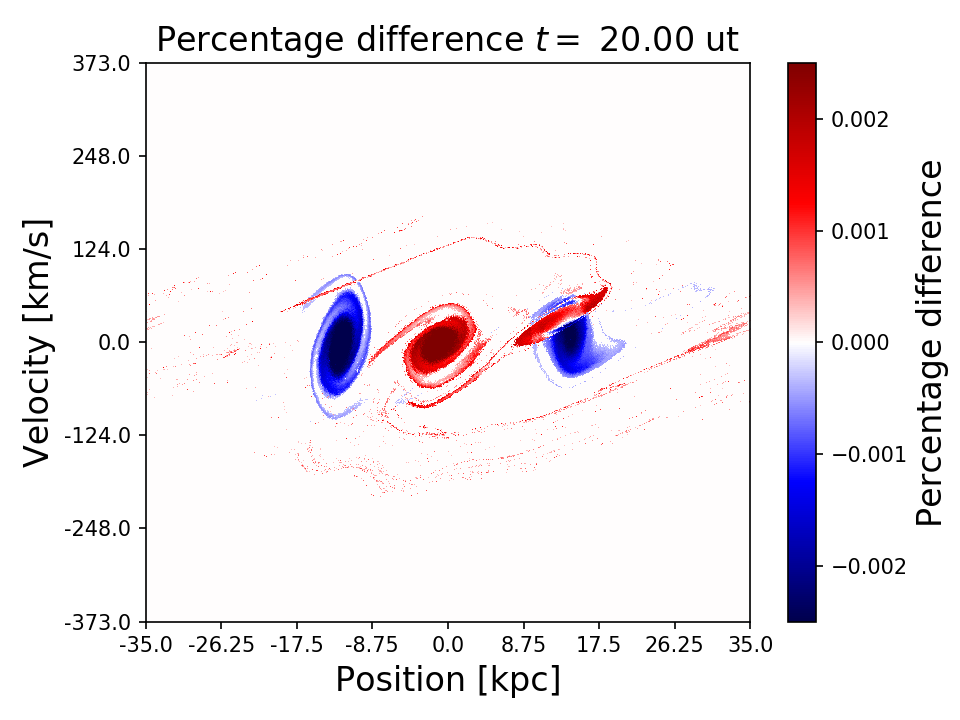 Percentage difference t = 20.00 ut
373.0
248.0
124.0
0.0
-124.0
-248.0
-373.0
Velocity [km/s]
-35.0 -26.25 -17.5 -8.75 0.0 8.75 17.5 26.25 35.0
Position [kpc]
0.002
0.001
0.000
−0.001
−0.002
Percentage difference